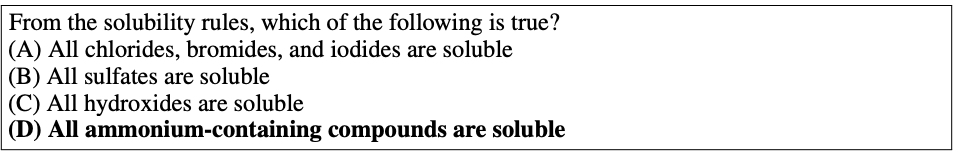 From the solubility rules, which of the following is true?
(A) All chlorides, bromides, and iodides are soluble
(B) All sulfates are soluble
(C) All hydroxides are soluble
(D) All ammonium-containing compounds are soluble